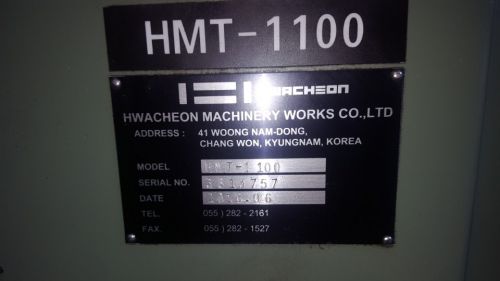 HMT-1100
HWACHEON
HWACHEON MACHINERY WORKS CO.,LTD
ADDRESS : 41 WOONG NAM-DONG,
CHANG WON, KYUNGNAM, KOREA
MODEL HMT-1100
SERIAL NO.
DATE
TEL. 055 ) 282 - 2161
FAX. 055 ) 282 - 1527